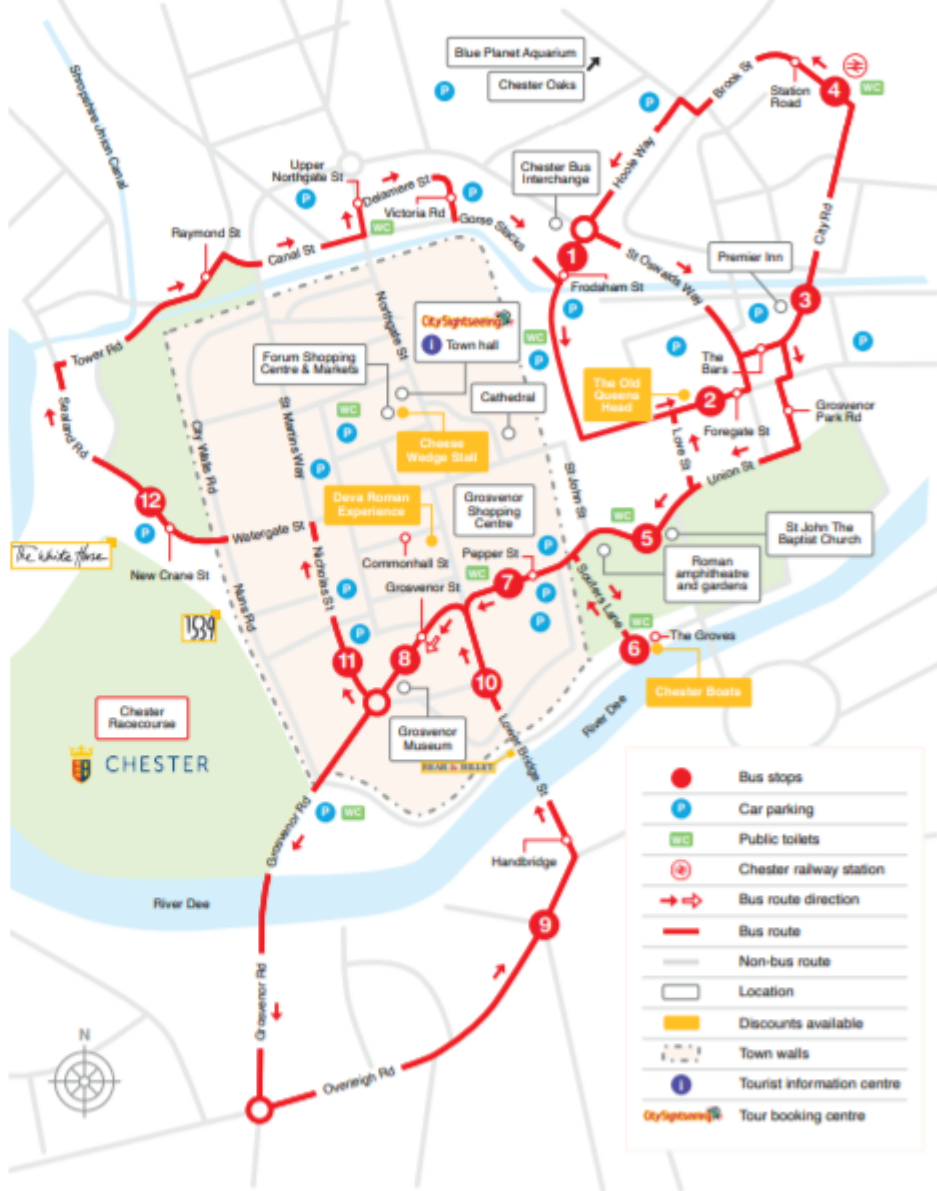 Blue Planet Aquarium
Chester Oaks
Brook St
Station
Road
4
WC
P
P
Shropshire Union Canal
Upper
Northgate St
Delamere St
Victoria Rd
P
P
WC
Chester Bus
Interchange
Hoole Way
Gorse Stacks
Raymond St
Canal St
1
St Oswalds Way
Premier Inn
City Rd
Frodsham St
3
Tower Rd
Northgate St
CitySightseeing
i Town hall
WC
P
P
P
P
P
The
Bars
Forum Shopping
Centre & Markets
Cathedral
The Old
Queens
Head
2
Foregate St
Grosvenor
Park Rd
Sealand Rd
City Walls Rd
St Martins Way
WC
P
Cheese
Wedge Stall
Love St
Union St
P
St John St
12
P
Deva Roman
Experience
Grosvenor
Shopping
Centre
WC
5
St John The
Baptist Church
Watergate St
The White Horse
New Crane St
Commonhall St
Pepper St
P
Roman
amphitheatre
and gardens
Nicholas St
Grosvenor St
WC
7
P
P
Souters Lane
1539
Nuns Rd
P
WC
The Groves
6
11
8
10
Chester Boats
Chester
Racecourse
CHESTER
Grosvenor
Museum
BEAR & BILLET
Lower Bridge St
River Dee
P
WC
Grosvenor Rd
Handbridge
River Dee
9
Grosvenor Rd
N
Overleigh Rd
Bus stops
P Car parking
WC Public toilets
Chester railway station
Bus route direction
Bus route
Non-bus route
Location
Discounts available
Town walls
i Tourist information centre
CitySightseeing Tour booking centre